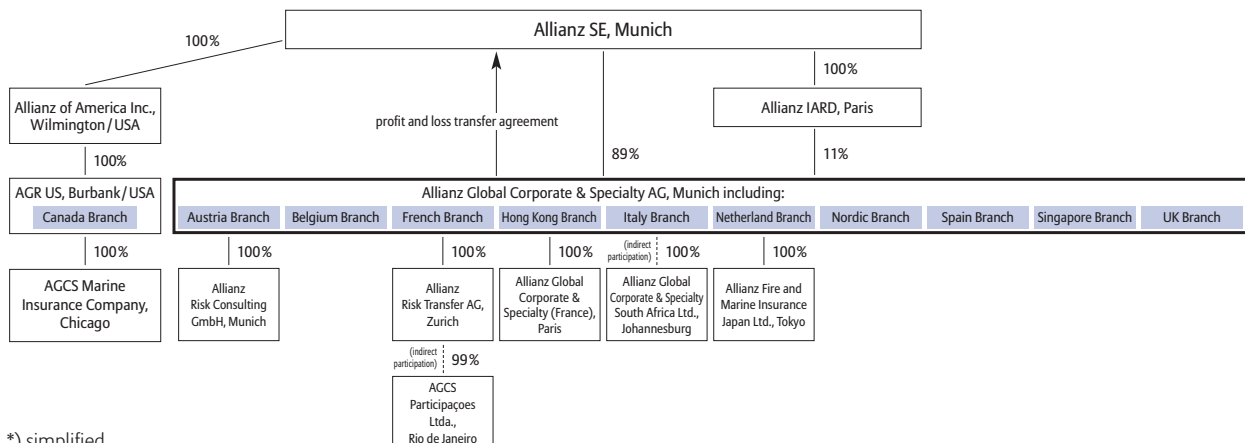 Allianz SE, Munich
100%
100%
Allianz of America Inc.,
Wilmington/USA
Allianz IARD, Paris
profit and loss transfer agreement
100%
89%
11%
AGR US, Burbank/USA
Canada Branch
Allianz Global Corporate & Specialty AG, Munich including:
Austria Branch
Belgium Branch
French Branch
Hong Kong Branch
Italy Branch
Netherland Branch
Nordic Branch
Spain Branch
Singapore Branch
UK Branch
100%
100%
100%
100%
(indirect
participation)
100%
100%
AGCS Marine
Insurance Company,
Chicago
Allianz
Risk Consulting
GmbH, Munich
Allianz
Risk Transfer AG,
Zurich
Allianz Global
Corporate &
Specialty (France),
Paris
Allianz Global
Corporate & Specialty
South Africa Ltd.,
Johannesburg
Allianz Fire and
Marine Insurance
Japan Ltd., Tokyo
(indirect
participation)
99%
AGCS
Participaçoes
Ltda.,
Rio de Janeiro
*) simplified